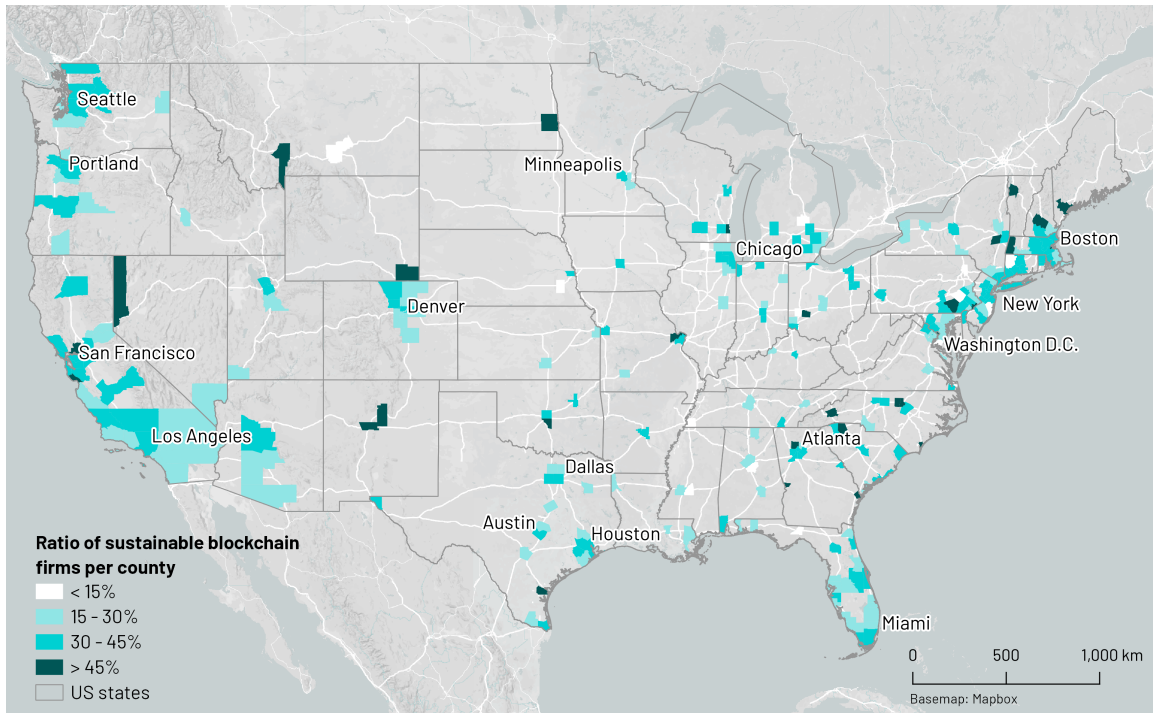 Seattle
Portland
Minneapolis
Chicago
Boston
New York
Washington D.C.
Denver
San Francisco
Los Angeles
Atlanta
Dallas
Austin
Houston
Miami
Ratio of sustainable blockchain
firms per county
< 15%
15 - 30%
30 - 45%
> 45%
US states
0 500 1,000 km
Basemap: Mapbox